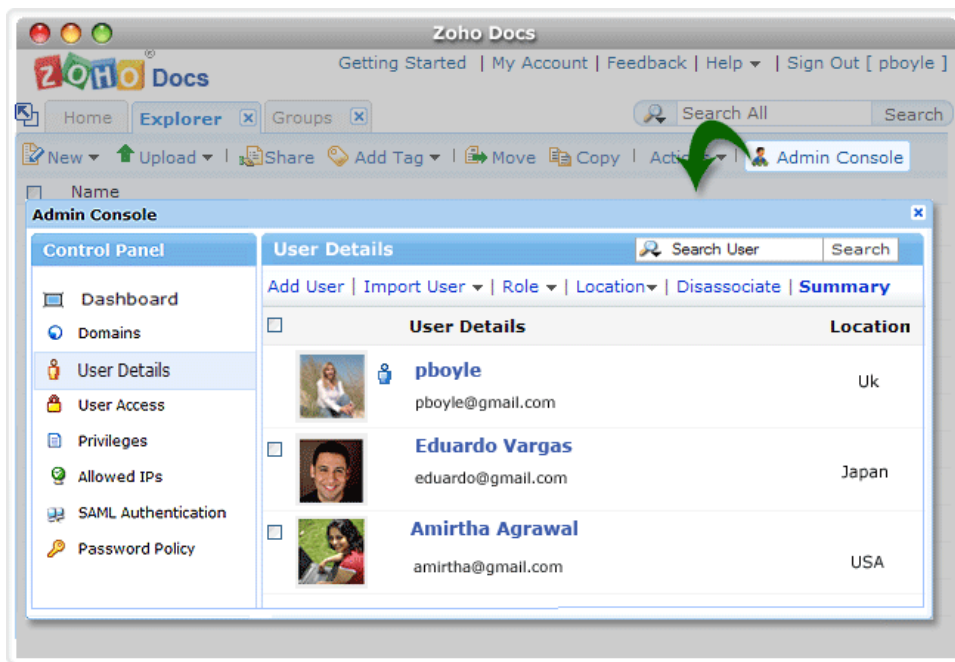 Zoho Docs
ZOHO® Docs
Getting Started | My Account | Feedback | Help | Sign Out [ pboyle ]
Home Explorer Groups Search All Search
New Upload | Share Add Tag | Move Copy | | Admin Console
Name
Admin Console
Control Panel
Dashboard
Domains
User Details
User Access
Privileges
Allowed IPs
SAML Authentication
Password Policy
User Details Search User Search
Add User | Import User | Role | Location | Disassociate | Summary
User Details Location
pboyle
pboyle@gmail.com
Uk
Eduardo Vargas
eduardo@gmail.com
Japan
Amirtha Agrawal
amirtha@gmail.com
USA